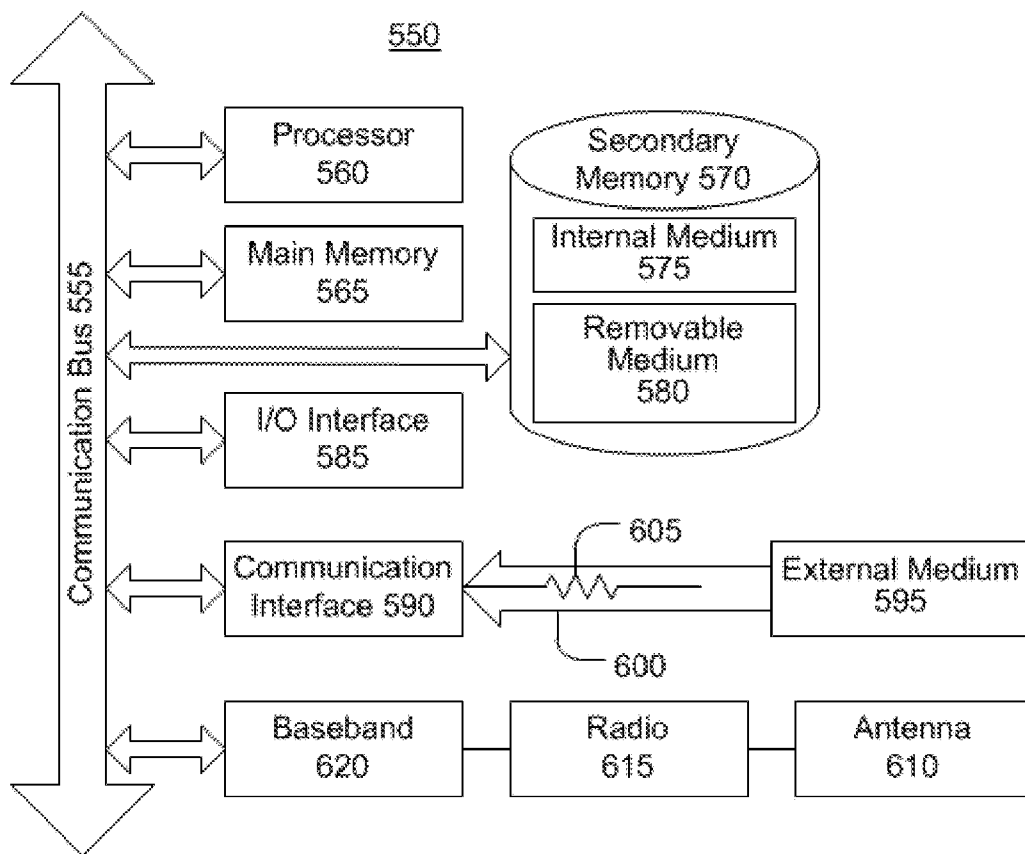 550
Communication Bus 555
Processor
560
Secondary
Memory 570
Internal Medium
575
Removable
Medium
580
Main Memory
565
I/O Interface
585
Communication
Interface 590
605
600
External Medium
595
Baseband
620
Radio
615
Antenna
610